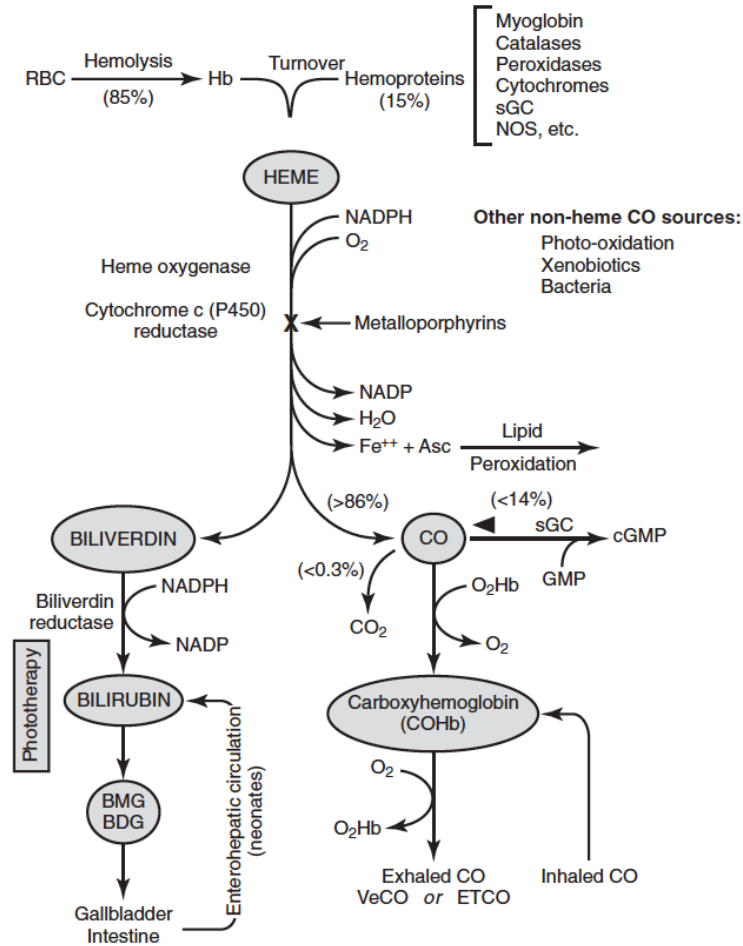 RBC
Hemolysis
(85%)
Hb
Turnover
Hemoproteins
(15%)
Myoglobin
Catalases
Peroxidases
Cytochromes
sGC
NOS, etc.
HEME
NADPH
O2
Other non-heme CO sources:
Photo-oxidation
Xenobiotics
Bacteria
Heme oxygenase
Cytochrome c (P450)
reductase
X
Metalloporphyrins
NADP
H2O
Fe++ + Asc
Lipid
Peroxidation
(>86%)
(<14%)
BILIVERDIN
CO
sGC
cGMP
GMP
(<0.3%)
CO2
O2Hb
O2
NADPH
Biliverdin
reductase
NADP
Phototherapy
BILIRUBIN
Carboxyhemoglobin
(COHb)
Enterohepatic circulation
(neonates)
BMG
BDG
O2
O2Hb
Gallbladder
Intestine
Exhaled CO
VeCO or ETCO
Inhaled CO